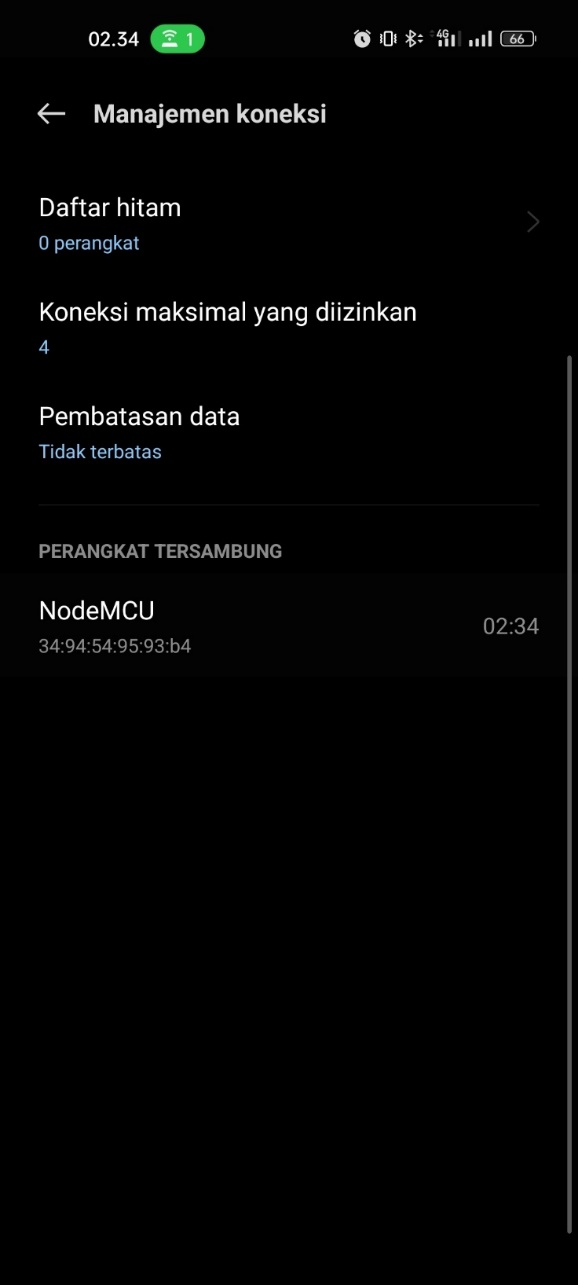 02.34 1 4G 66
Manajemen koneksi
Daftar hitam
0 perangkat
Koneksi maksimal yang diizinkan
4
Pembatasan data
Tidak terbatas
PERANGKAT TERSAMBUNG
NodeMCU
02:34
34:94:54:95:93:b4